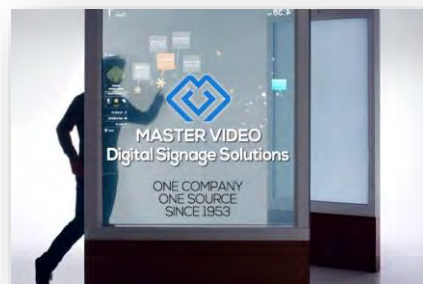 MASTER VIDEO
Digital Signage Solutions
ONE COMPANY
ONE SOURCE
SINCE 1953